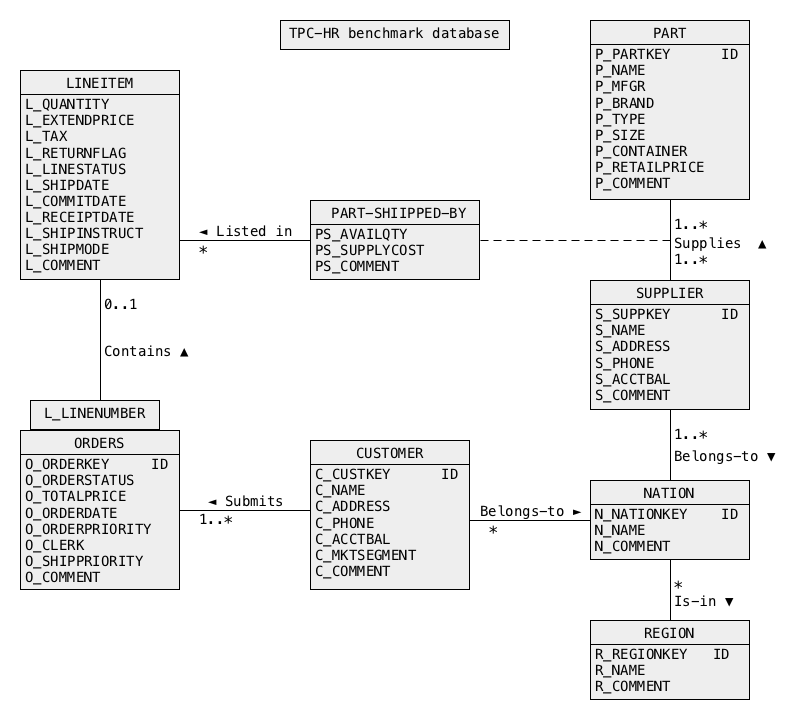 TPC-HR benchmark database
PART
P_PARTKEY ID
P_NAME
P_MFGR
P_BRAND
P_TYPE
P_SIZE
P_CONTAINER
P_RETAILPRICE
P_COMMENT
LINEITEM
L_QUANTITY
L_EXTENDPRICE
L_TAX
L_RETURNFLAG
L_LINESTATUS
L_SHIPDATE
L_COMMITDATE
L_RECEIPTDATE
L_SHIPINSTRUCT
L_SHIPMODE
L_COMMENT
◄ Listed in
*
PART-SHIIPPED-BY
PS_AVAILQTY
PS_SUPPLYCOST
PS_COMMENT
1..*
Supplies ▲
1..*
SUPPLIER
S_SUPPKEY ID
S_NAME
S_ADDRESS
S_PHONE
S_ACCTBAL
S_COMMENT
0..1
Contains ▲
L_LINENUMBER
ORDERS
O_ORDERKEY ID
O_ORDERSTATUS
O_TOTALPRICE
O_ORDERDATE
O_ORDERPRIORITY
O_CLERK
O_SHIPPRIORITY
O_COMMENT
◄ Submits
1..*
CUSTOMER
C_CUSTKEY ID
C_NAME
C_ADDRESS
C_PHONE
C_ACCTBAL
C_MKTSEGMENT
C_COMMENT
Belongs-to ►
*
1..*
Belongs-to ▼
NATION
N_NATIONKEY ID
N_NAME
N_COMMENT
*
Is-in ▼
REGION
R_REGIONKEY ID
R_NAME
R_COMMENT